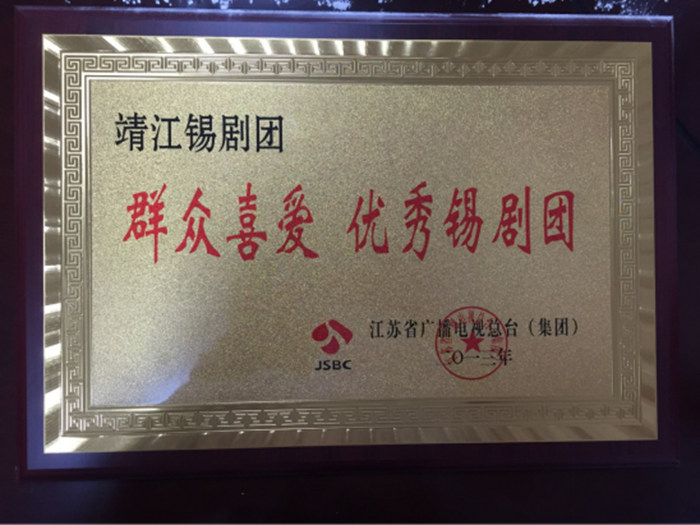 靖江锡剧团
群众喜爱 优秀锡剧团
JSBC
江苏省广播电视总台（集团）
二〇一三年